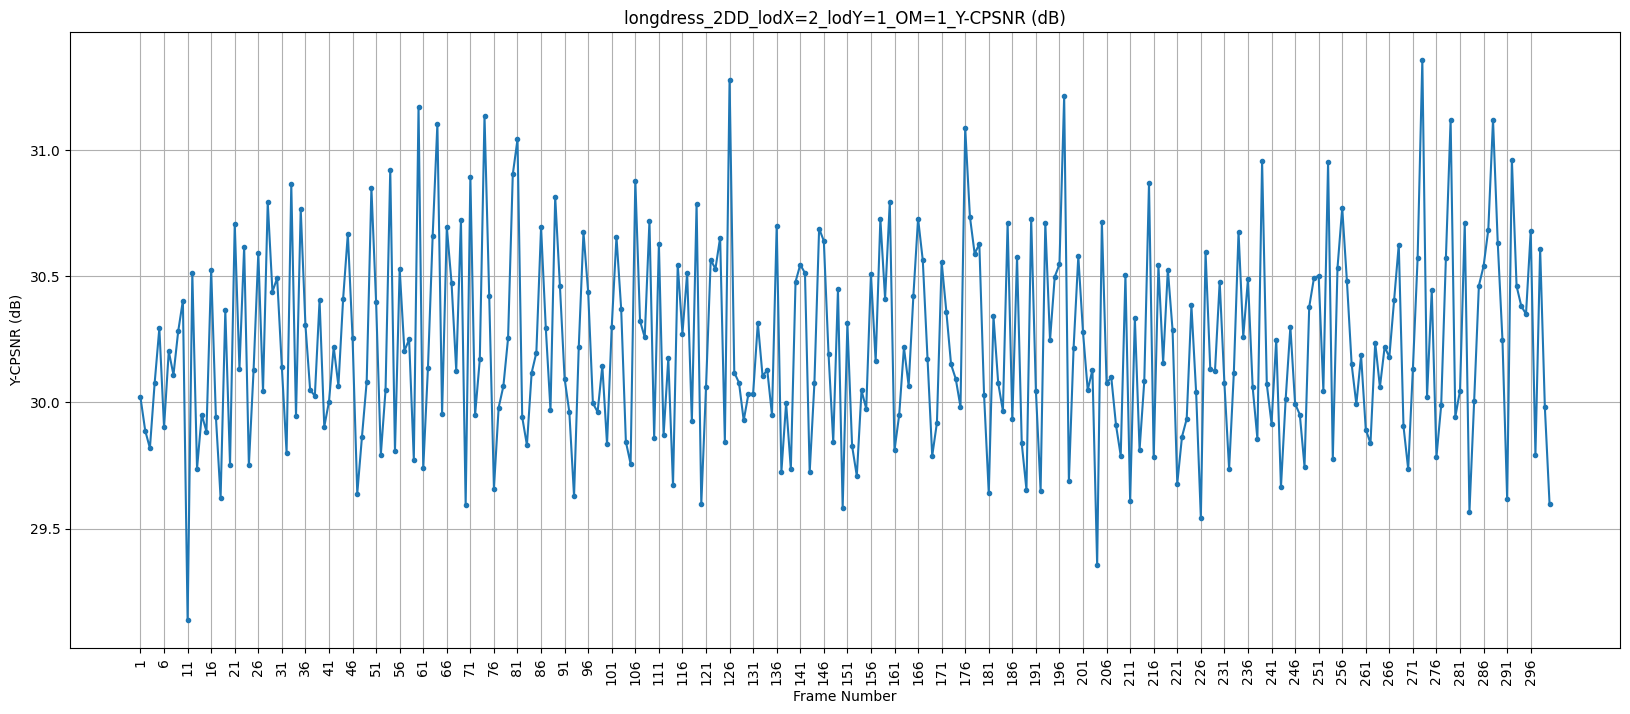 longdress_2DD_lodX=2_lodY=1_OM=1_Y-CPSNR (dB)
Y-CPSNR (dB)
31.0
30.5
30.0
29.5
1 6 11 16 21 26 31 36 41 46 51 56 61 66 71 76 81 86 91 96 101 106 111 116 121 126 131 136 141 146 151 156 161 166 171 176 181 186 191 196 201 206 211 216 221 226 231 236 241 246 251 256 261 266 271 276 281 286 291 296
Frame Number